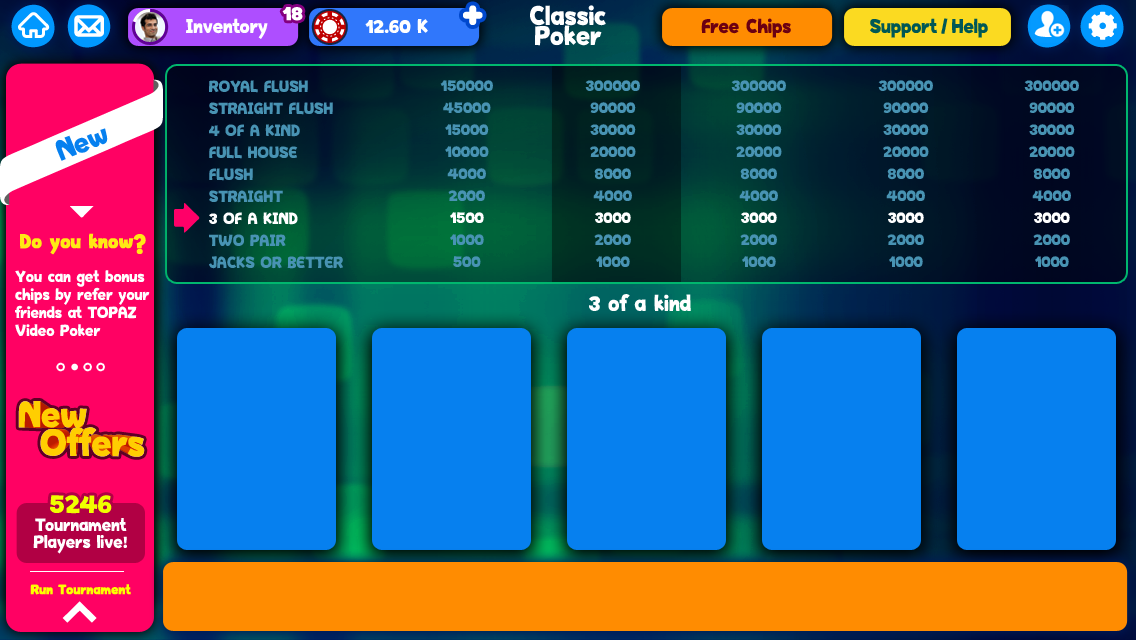 Inventory
18
12.60 K
Classic
Poker
Free Chips
Support / Help
New
Do you know?
You can get bonus
chips by refer your
friends at TOPAZ
Video Poker
New
Offers
5246
Tournament
Players live!
Run Tournament
ROYAL FLUSH 150000 300000 300000 300000 300000
STRAIGHT FLUSH 45000 90000 90000 90000 90000
4 OF A KIND 15000 30000 30000 30000 30000
FULL HOUSE 10000 20000 20000 20000 20000
FLUSH 4000 8000 8000 8000 8000
STRAIGHT 2000 4000 4000 4000 4000
3 OF A KIND 1500 3000 3000 3000 3000
TWO PAIR 1000 2000 2000 2000 2000
JACKS OR BETTER 500 1000 1000 1000 1000
3 of a kind